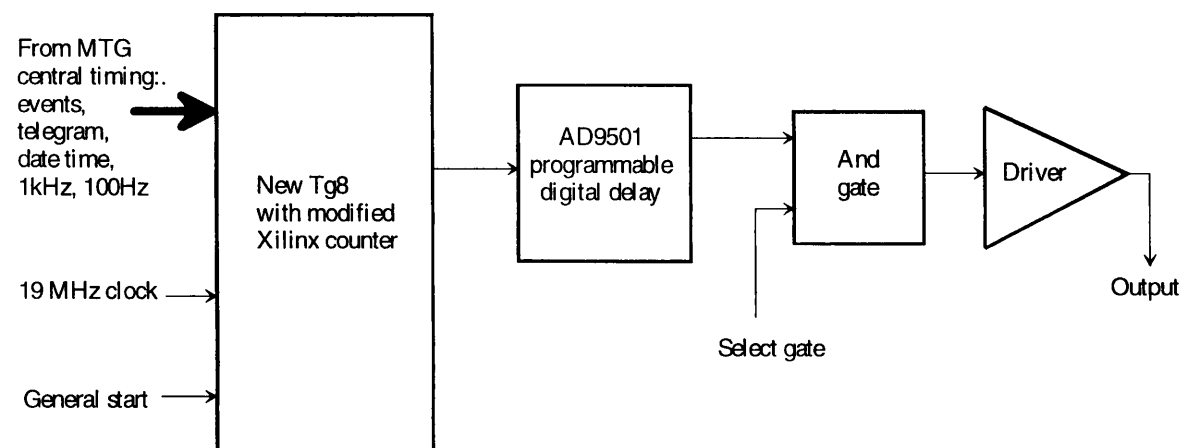 From MTG
central timing:.
events,
telegram,
date time,
1kHz, 100Hz
19 MHz clock
General start
New Tg8
with modified
Xilinx counter
AD9501
programmable
digital delay
And
gate
Select gate
Driver
Output